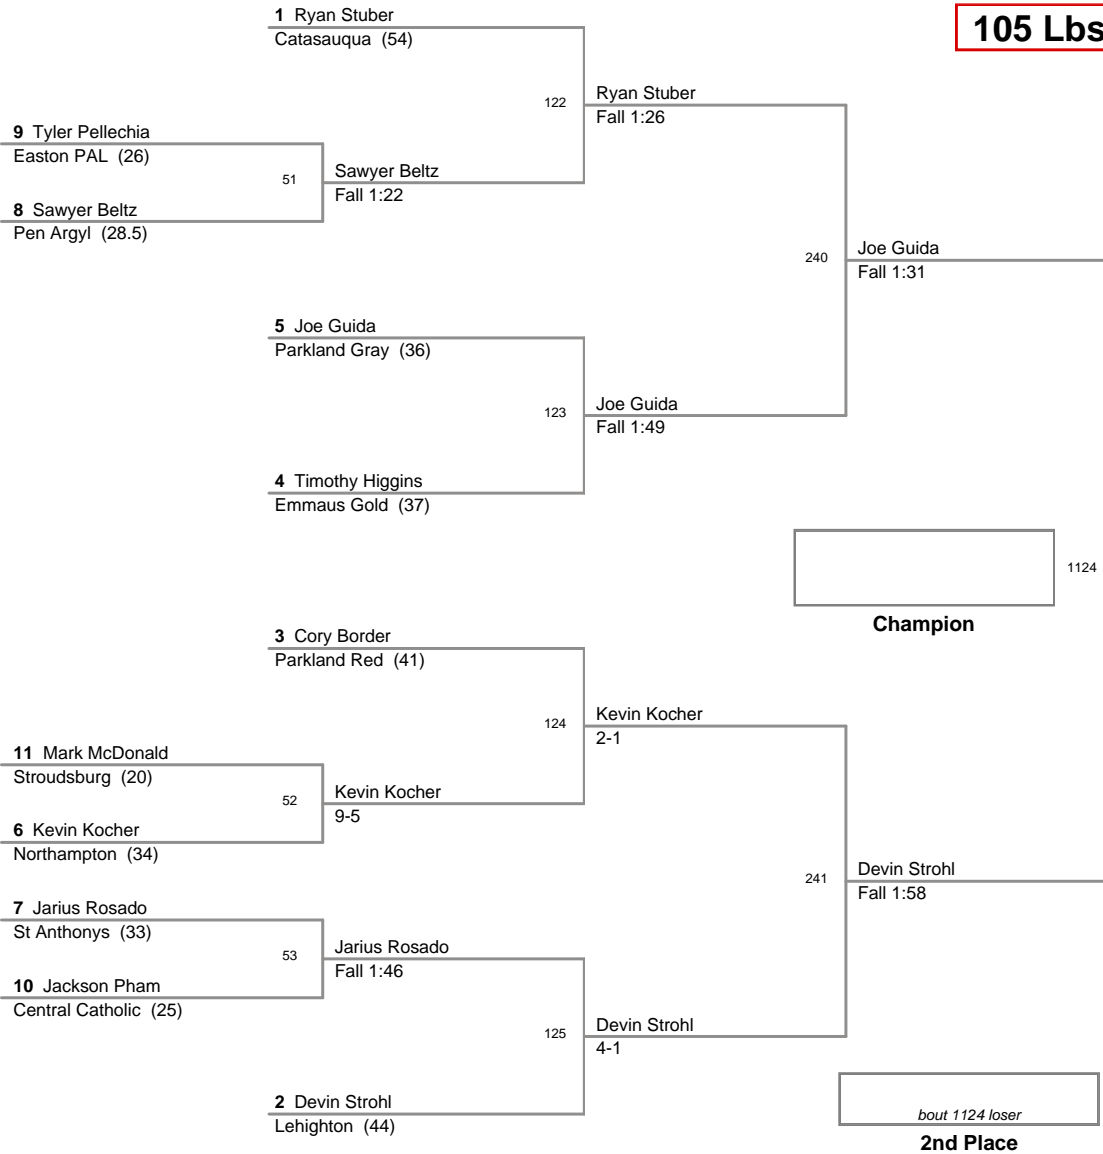 1 Ryan Stuber
Catasauqua (54)
105 Lbs
122
Ryan Stuber
Fall 1:26
9 Tyler Pellechia
Easton PAL (26)
51
Sawyer Beltz
Fall 1:22
8 Sawyer Beltz
Pen Argyl (28.5)
240
Joe Guida
Fall 1:31
5 Joe Guida
Parkland Gray (36)
123
Joe Guida
Fall 1:49
4 Timothy Higgins
Emmaus Gold (37)
1124
Champion
3 Cory Border
Parkland Red (41)
124
Kevin Kocher
2-1
11 Mark McDonald
Stroudsburg (20)
52
Kevin Kocher
9-5
6 Kevin Kocher
Northampton (34)
241
Devin Strohl
Fall 1:58
7 Jarius Rosado
St Anthonys (33)
53
Jarius Rosado
Fall 1:46
10 Jackson Pham
Central Catholic (25)
125
Devin Strohl
4-1
2 Devin Strohl
Lehighton (44)
bout 1124 loser
2nd Place